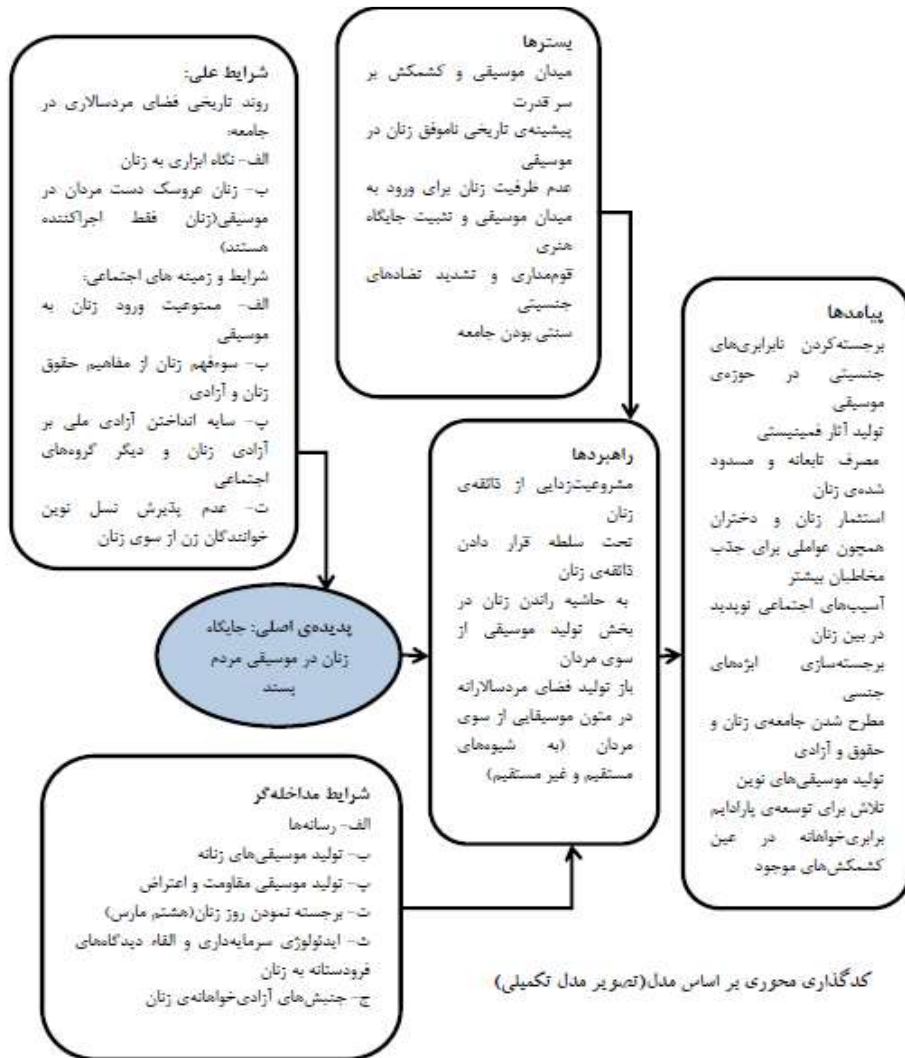 شرایط علی:
روند تاریخی فضای مردسالاری در
جامعه:
الف- نگاه ابزاری به زنان
ب- زنان عروسک دست مردان در
موسیقی(زنان فقط اجراکننده
هستند)
شرایط و زمینه های اجتماعی:
الف- ممنوعیت ورود زنان به
موسیقی
ب- سوءفهم زنان از مفاهیم حقوق
زنان و آزادی
پ- سایه انداختن آزادی ملی بر
آزادی زنان و دیگر گروه‌های
اجتماعی
ت- عدم پذیرش نسل نوین
خوانندگان زن از سوی زنان
بسترها
میدان موسیقی و کشمکش بر
سر قدرت
پیشینه‌ی تاریخی ناموفق زنان در
موسیقی
عدم ظرفیت زنان برای ورود به
میدان موسیقی و تثبیت جایگاه
هنری
قوم‌مداری و تشدید تضادهای
جنسیتی
سنتی بودن جامعه
پدیده‌ی اصلی: جایگاه
زنان در موسیقی مردم
پسند
شرایط مداخله‌گر
الف- رسانه‌ها
ب- تولید موسیقی‌های زنانه
پ- تولید موسیقی مقاومت و اعتراض
ت- برجسته نمودن روز زنان(هشتم مارس)
ث- ایدئولوژی سرمایه‌داری و القاء دیدگاه‌های
فرودستانه به زنان
ج- جنبش‌های آزادی‌خواهانه‌ی زنان
راهبردها
مشروعیت‌زدایی از ذائقه‌ی
زنان
تحت سلطه قرار دادن
ذائقه‌ی زنان
به حاشیه راندن زنان در
بخش تولید موسیقی از
سوی مردان
باز تولید فضای مردسالارانه
در متون موسیقایی از سوی
مردان (به شیوه‌های
مستقیم و غیر مستقیم)
پیامدها
برجسته‌کردن نابرابری‌های
جنسیتی در حوزه‌ی
موسیقی
تولید آثار فمینیستی
مصرف تابعانه و مسدود
شده‌ی زنان
استثمار زنان و دختران
همچون عواملی برای جذب
مخاطبان بیشتر
آسیب‌های اجتماعی نوپدید
در بین زنان
برجسته‌سازی ابژه‌های
جنسی
مطرح شدن جامعه‌ی زنان و
حقوق و آزادی
تولید موسیقی‌های نوین
تلاش برای توسعه‌ی پارادایم
برابری‌خواهانه در عین
کشمکش‌های موجود
کدگذاری محوری بر اساس مدل(تصویر مدل تکمیلی)